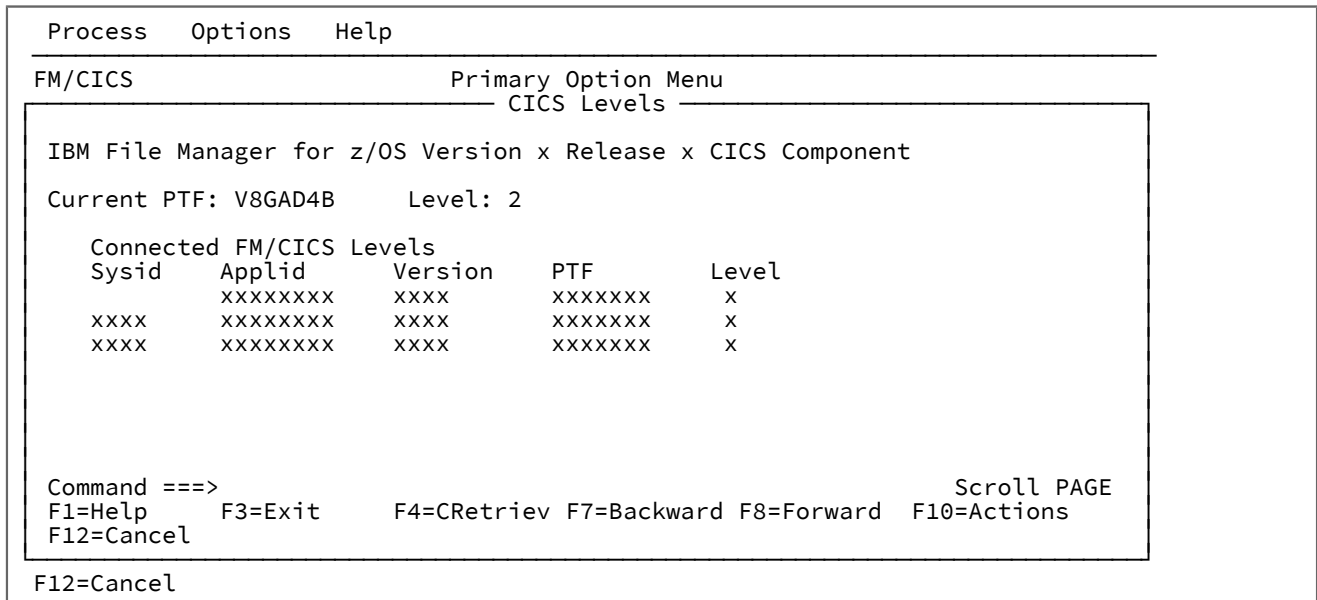 Process   Options   Help
FM/CICS                      Primary Option Menu
CICS Levels
IBM File Manager for z/OS Version x Release x CICS Component
Current PTF: V8GAD4B     Level: 2
Connected FM/CICS Levels
Sysid    Applid      Version    PTF        Level
xxxxxxxx    xxxx       xxxxxxx     x
xxxx     xxxxxxxx    xxxx       xxxxxxx     x
xxxx     xxxxxxxx    xxxx       xxxxxxx     x
Command ===>                                                   Scroll PAGE
F1=Help     F3=Exit     F4=CRetriev F7=Backward F8=Forward  F10=Actions
F12=Cancel
F12=Cancel